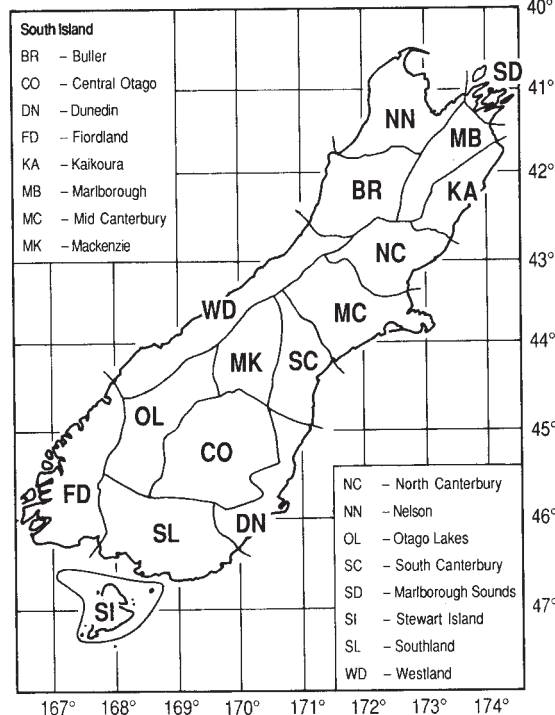 South Island
BR – Buller
CO – Central Otago
DN – Dunedin
FD – Fiordland
KA – Kaikoura
MB – Marlborough
MC – Mid Canterbury
MK – Mackenzie
40°
SD
41°
NN
MB
42°
BR
KA
NC
43°
WD
MC
44°
MK
SC
OL
45°
CO
FD
SL
DN
46°
SI
47°
NC – North Canterbury
NN – Nelson
OL – Otago Lakes
SC – South Canterbury
SD – Marlborough Sounds
SI – Stewart Island
SL – Southland
WD – Westland
167° 168° 169° 170° 172° 173° 174°